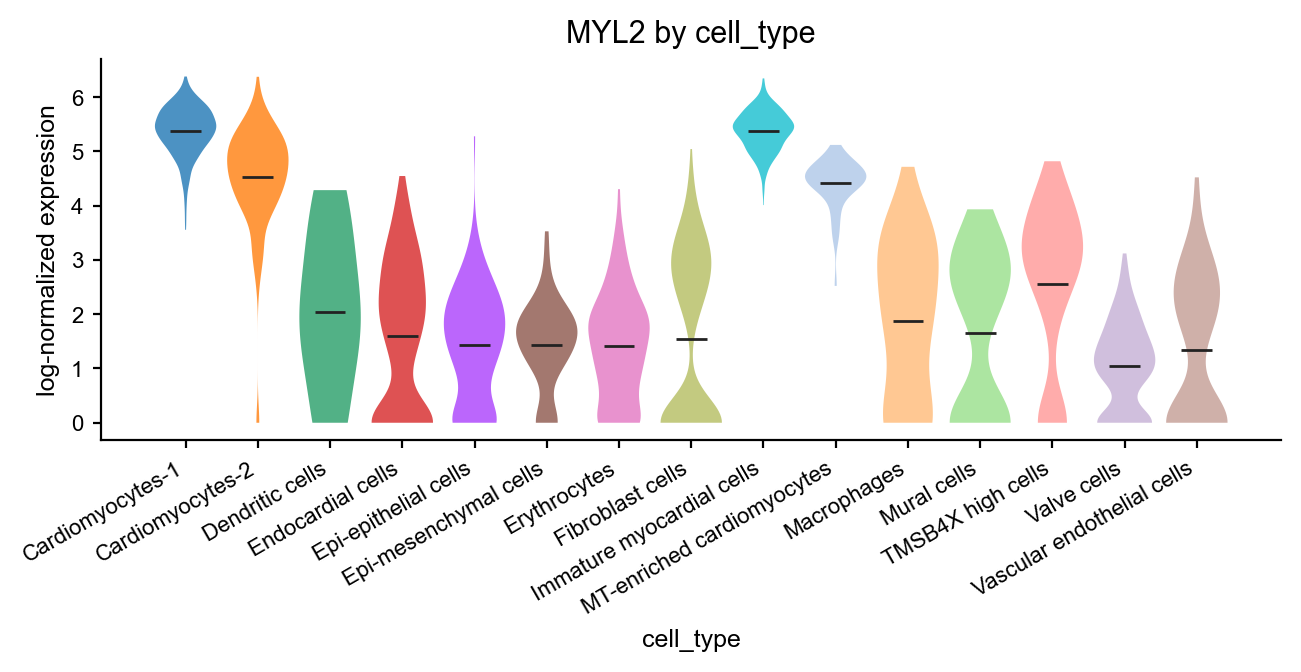 MYL2 by cell_type
log-normalized expression
6
5
4
3
2
1
0
Cardiomyocytes-1
Cardiomyocytes-2
Dendritic cells
Endocardial cells
Epi-epithelial cells
Epi-mesenchymal cells
Erythrocytes
Fibroblast cells
Immature myocardial cells
MT-enriched cardiomyocytes
Macrophages
Mural cells
TMSB4X high cells
Valve cells
Vascular endothelial cells
cell_type